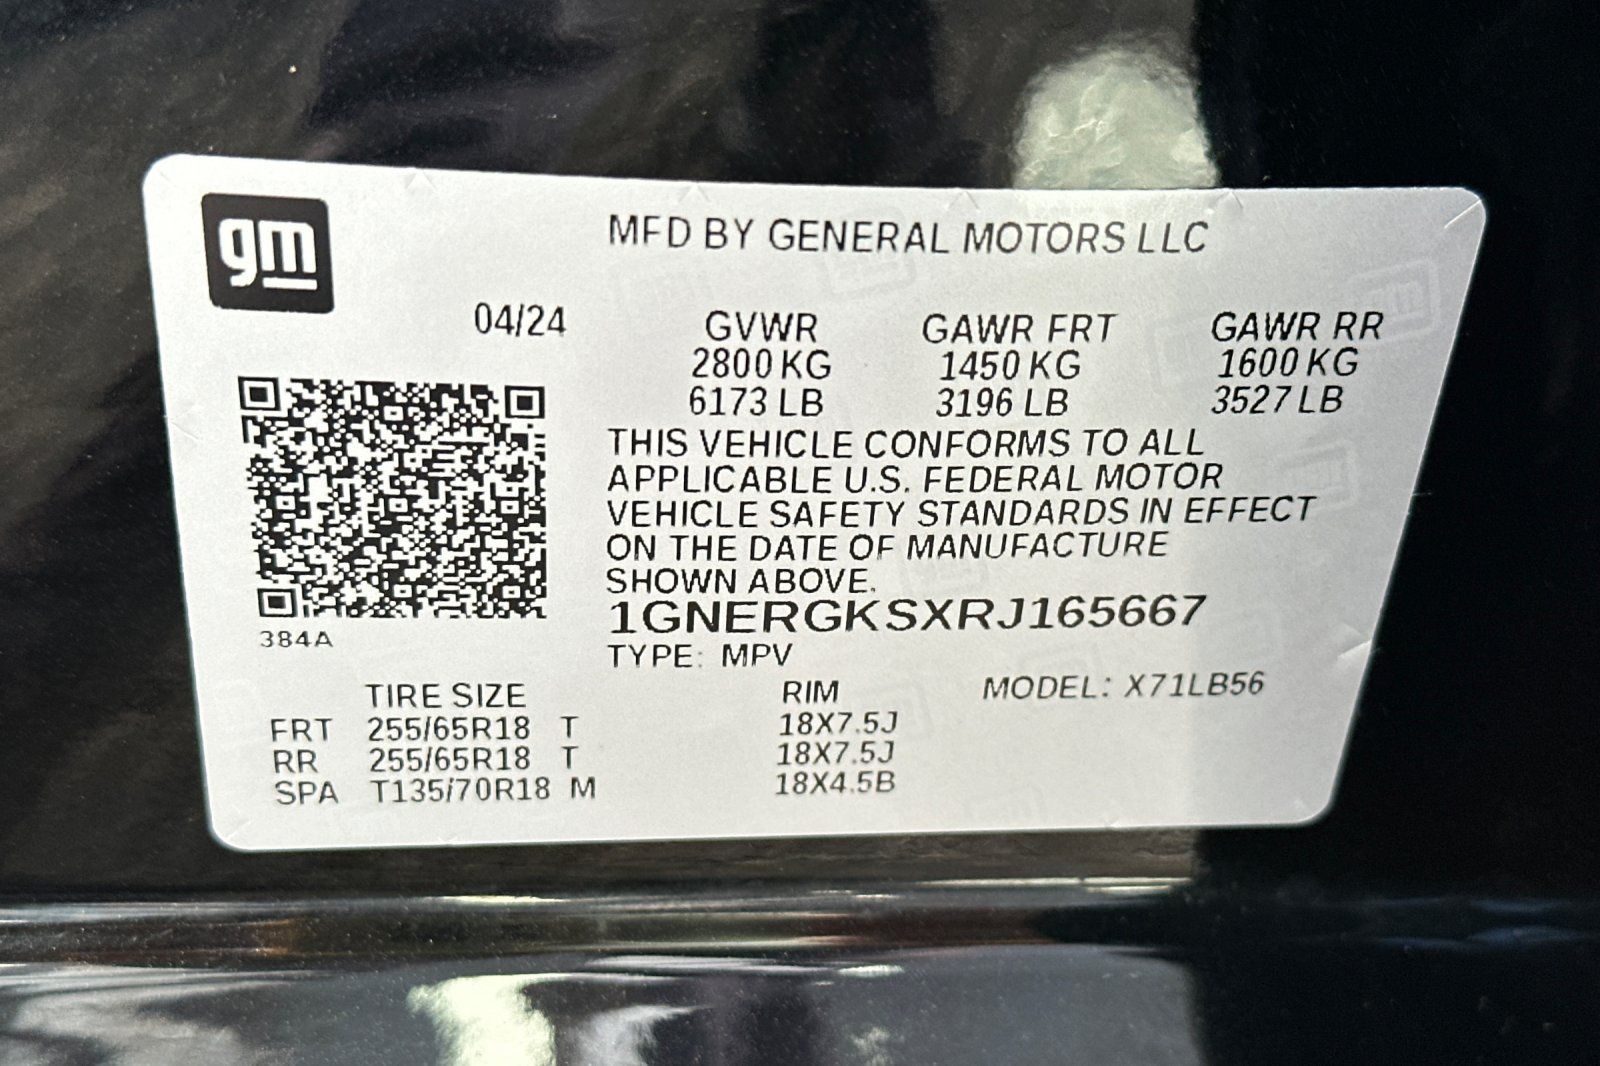 gm
MFD BY GENERAL MOTORS LLC
04/24 GVWR GAWR FRT GAWR RR
2800 KG 1450 KG 1600 KG
6173 LB 3196 LB 3527 LB
THIS VEHICLE CONFORMS TO ALL
APPLICABLE U.S. FEDERAL MOTOR
VEHICLE SAFETY STANDARDS IN EFFECT
ON THE DATE OF MANUFACTURE
SHOWN ABOVE.
1GNERGKSXRJ165667
384A
TYPE: MPV
TIRE SIZE RIM MODEL: X71LB56
FRT 255/65R18 T 18X7.5J
RR 255/65R18 T 18X7.5J
SPA T135/70R18 M 18X4.5B